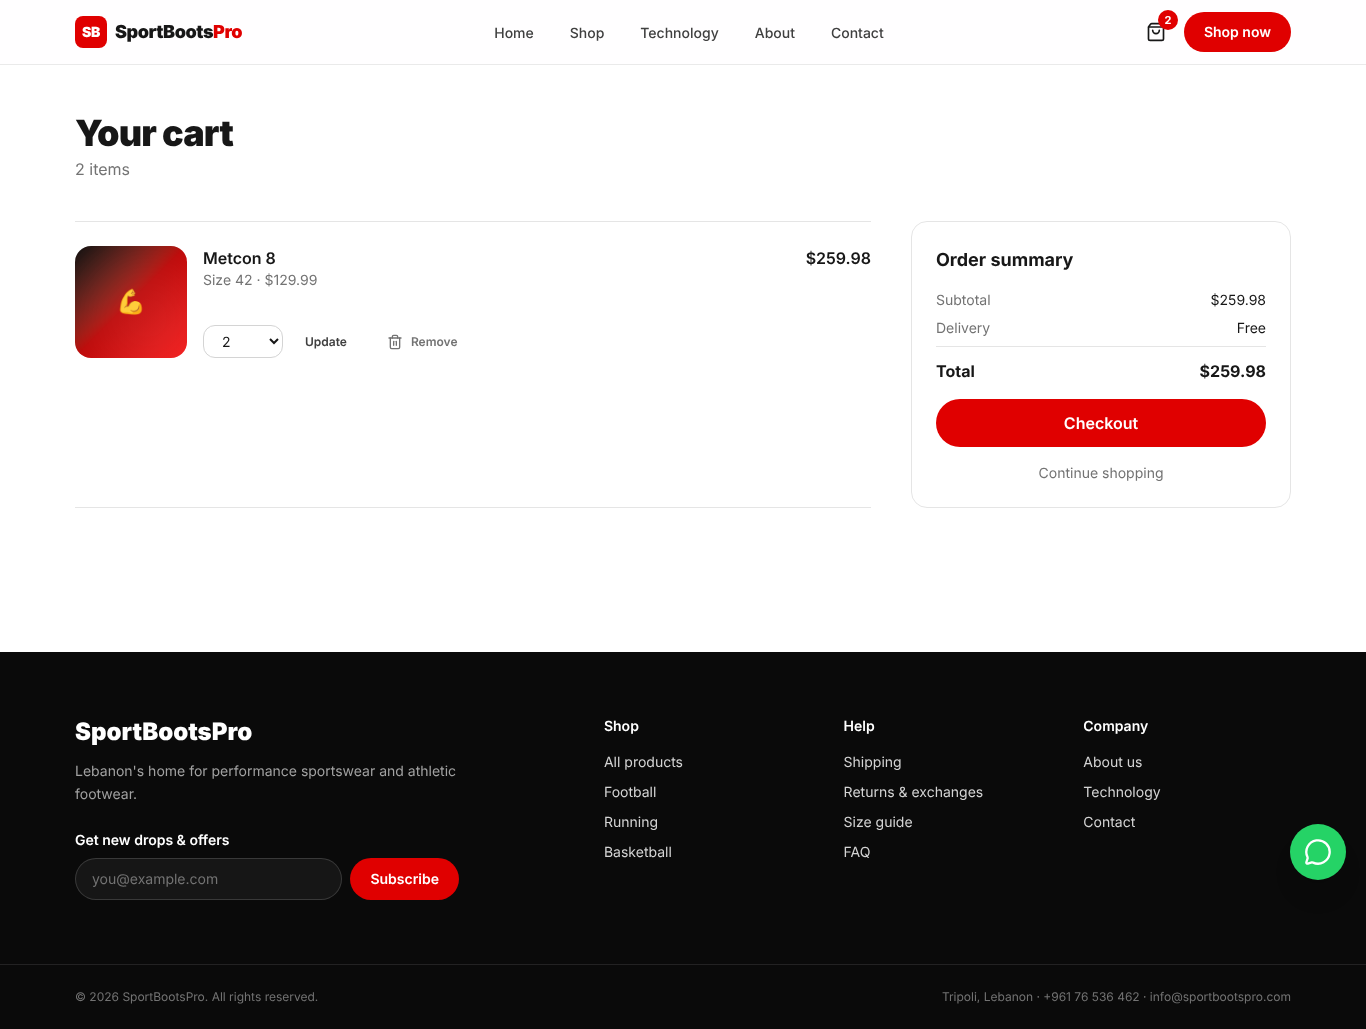 SB SportBootsPro
Home Shop Technology About Contact
2
Shop now
Your cart
2 items
Metcon 8
$259.98
Size 42 · $129.99
2
Update
Remove
Order summary
Subtotal $259.98
Delivery Free
Total $259.98
Checkout
Continue shopping
SportBootsPro
Lebanon's home for performance sportswear and athletic
footwear.
Get new drops & offers
you@example.com
Subscribe
Shop
All products
Football
Running
Basketball
Help
Shipping
Returns & exchanges
Size guide
FAQ
Company
About us
Technology
Contact
© 2026 SportBootsPro. All rights reserved.
Tripoli, Lebanon · +961 76 536 462 · info@sportbootspro.com